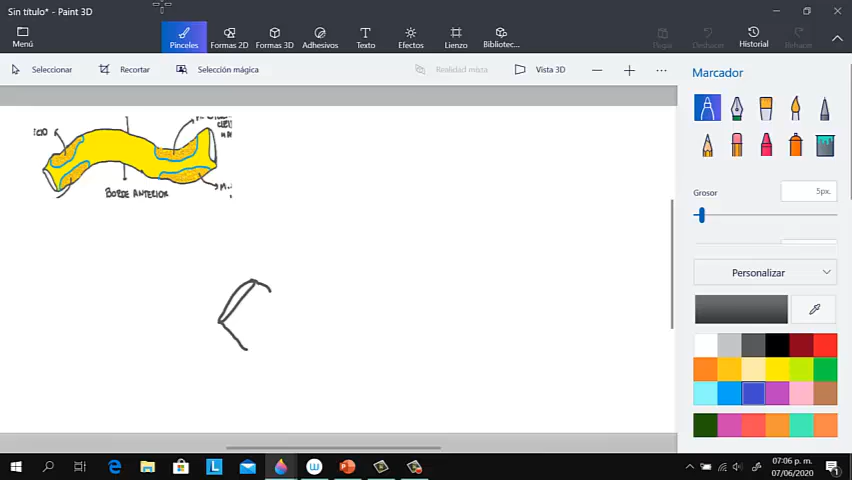 Sin título* - Paint 3D
Menú
Pinceles
Formas 2D
Formas 3D
Adhesivos
Texto
Efectos
Lienzo
Bibliotec...
Pegar
Deshacer
Historial
Rehacer
Seleccionar
Recortar
Selección mágica
Realidad mixta
Vista 3D
Marcador
BORDE ANTERIOR
Grosor
5px.
Personalizar
07:06 p. m.
07/06/2020